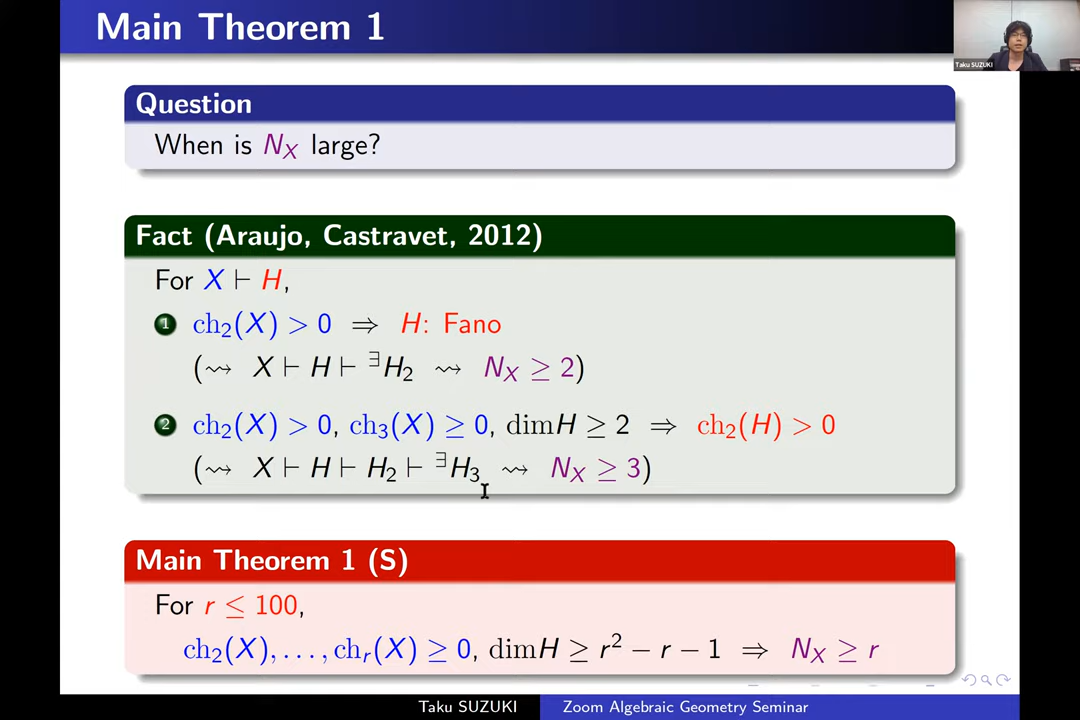 Main Theorem 1
Taku SUZUKI
Question
When is N_X large?
Fact (Araujo, Castravet, 2012)
For X ⊢ H,
1 ch₂(X) > 0 ⇒ H: Fano
(⇝ X ⊢ H ⊢ ∃H₂ ⇝ N_X ≥ 2)
2 ch₂(X) > 0, ch₃(X) ≥ 0, dimH ≥ 2 ⇒ ch₂(H) > 0
(⇝ X ⊢ H ⊢ H₂ ⊢ ∃H₃ ⇝ N_X ≥ 3)
Main Theorem 1 (S)
For r ≤ 100,
ch₂(X), . . . , ch_r(X) ≥ 0, dimH ≥ r² − r − 1 ⇒ N_X ≥ r
Taku SUZUKI Zoom Algebraic Geometry Seminar